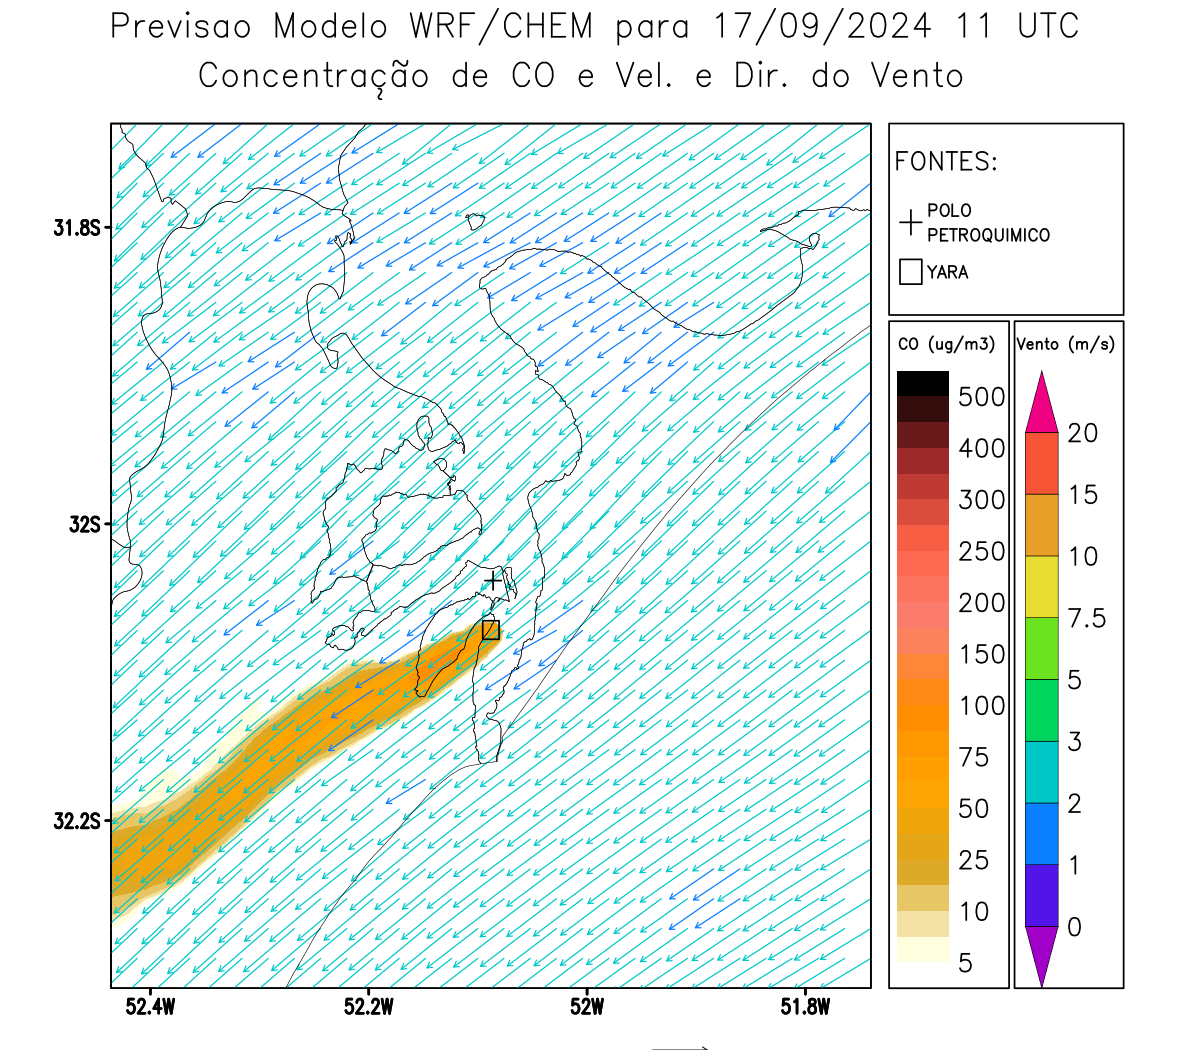 Previsao Modelo WRF/CHEM para 17/09/2024 11 UTC
Concentração de CO e Vel. e Dir. do Vento
FONTES:
POLO
PETROQUIMICO
YARA
CO (ug/m3)
500
400
300
250
200
150
100
75
50
25
10
5
Vento (m/s)
20
15
10
7.5
5
3
2
1
0
31.8S
32S
32.2S
52.4W
52.2W
52W
51.8W